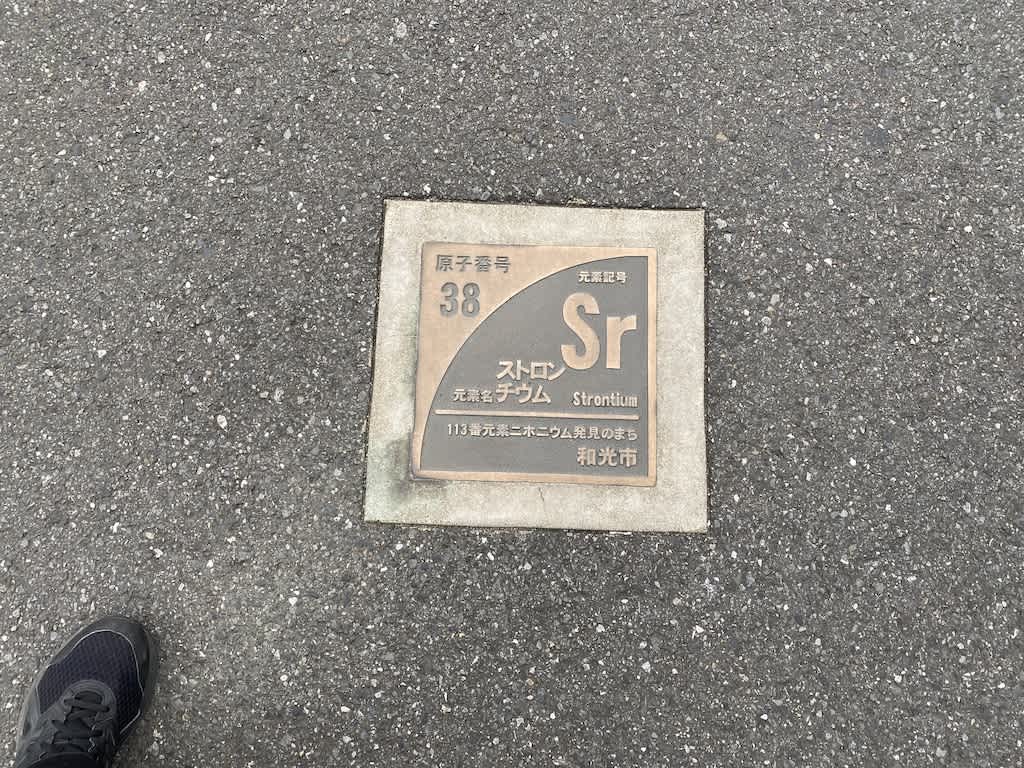 原子番号
38
元素記号
Sr
元素名
ストロン
チウム
Strontium
113番元素ニホニウム発見のまち
和光市